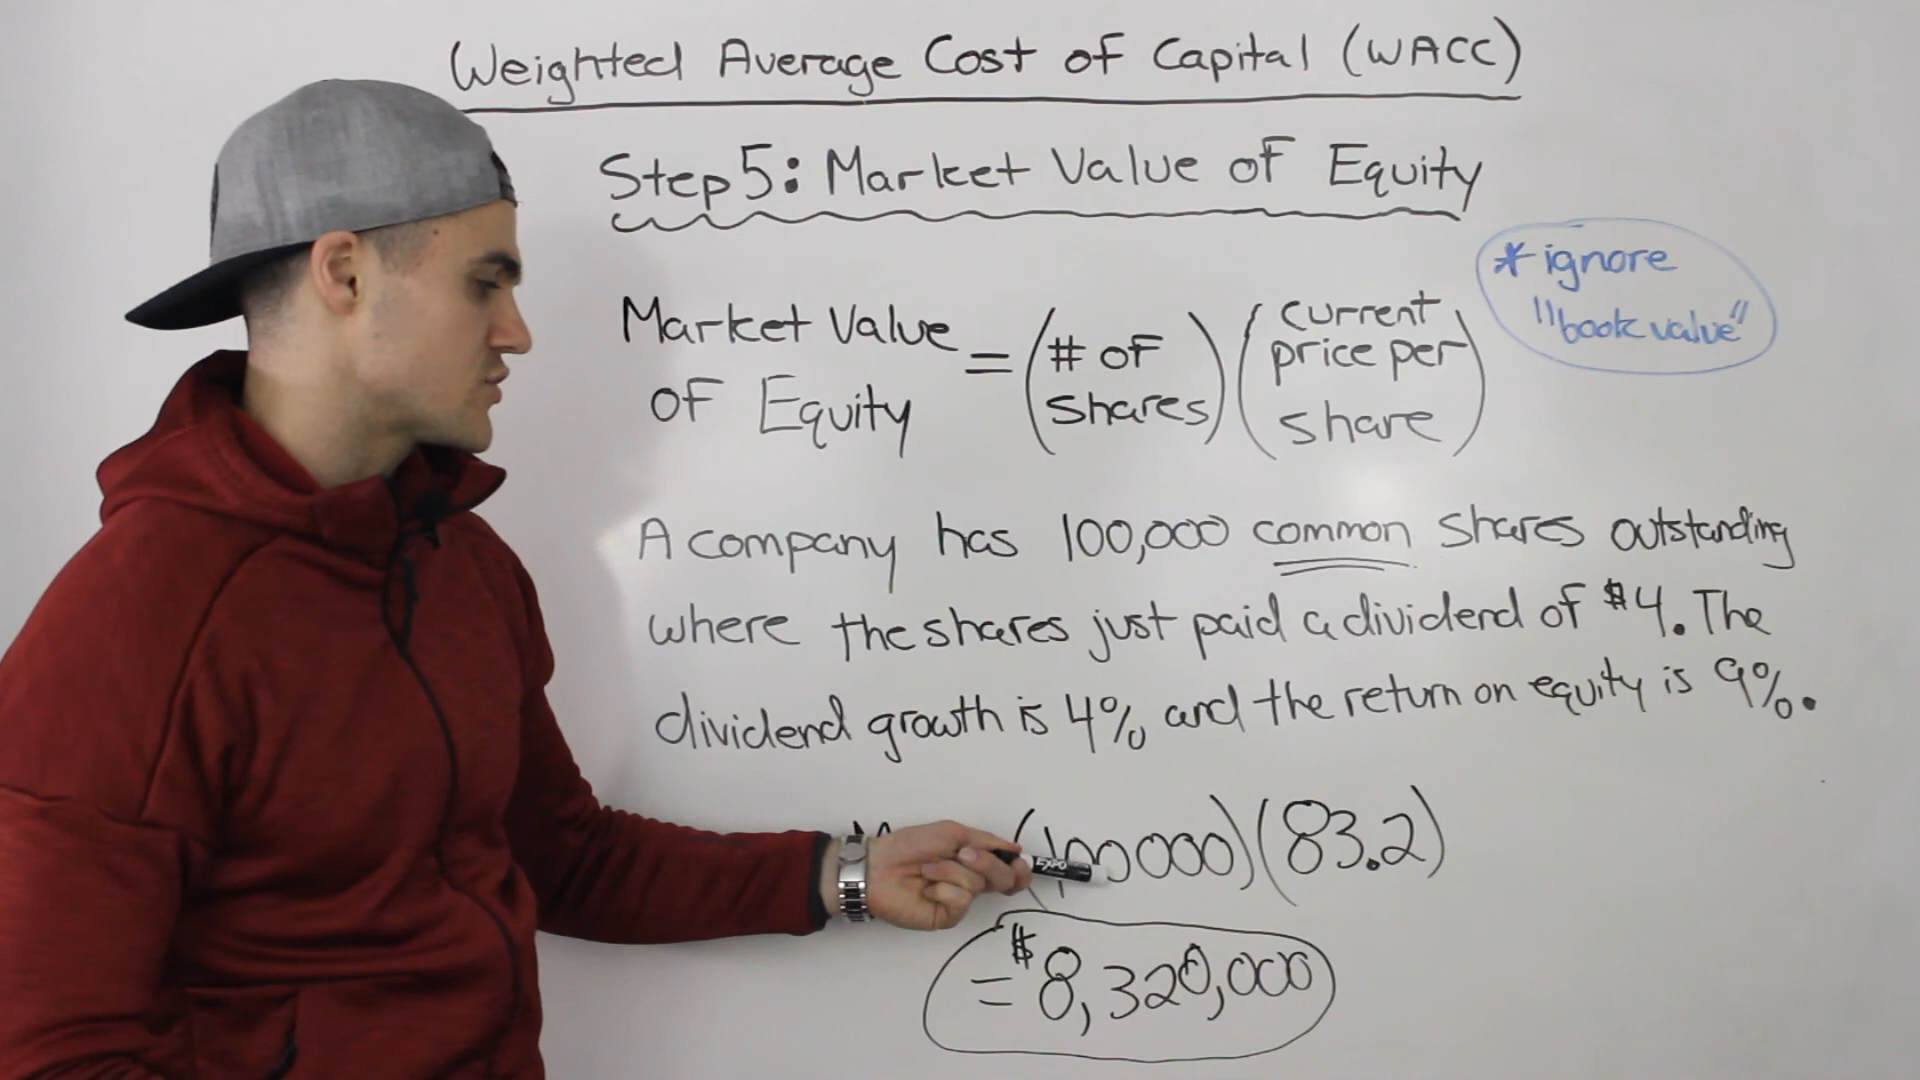 Weighted Average Cost of Capital (WACC)
Step 5: Market Value of Equity
*ignore
"book value"
Market Value
of Equity
=
(# of
shares)
(current
price per
share)
A company has 100,000 common shares outstanding
where the shares just paid a dividend of $4. The
dividend growth is 4% and the return on equity is 9%.
(100000)(83.2)
EXPO
= $8,320,000